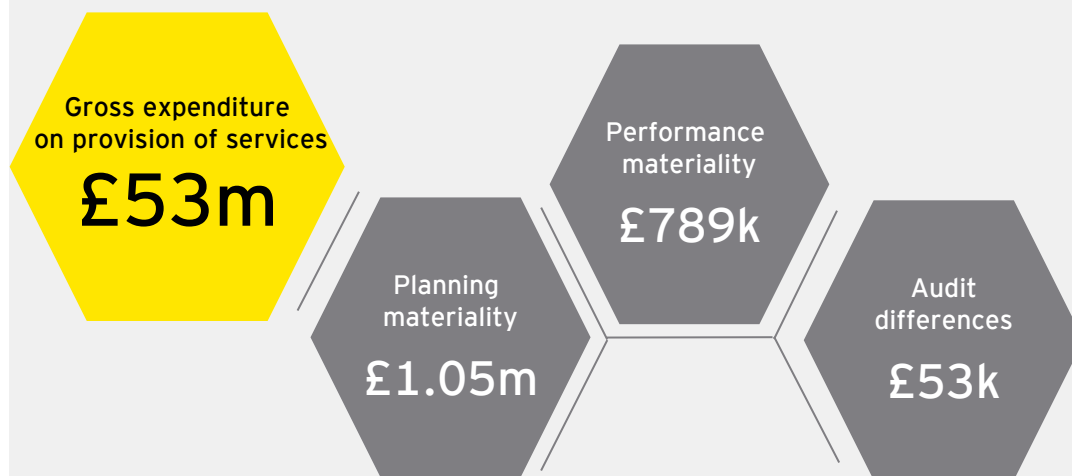 Gross expenditure
on provision of services
£53m
Planning
materiality
£1.05m
Performance
materiality
£789k
Audit
differences
£53k